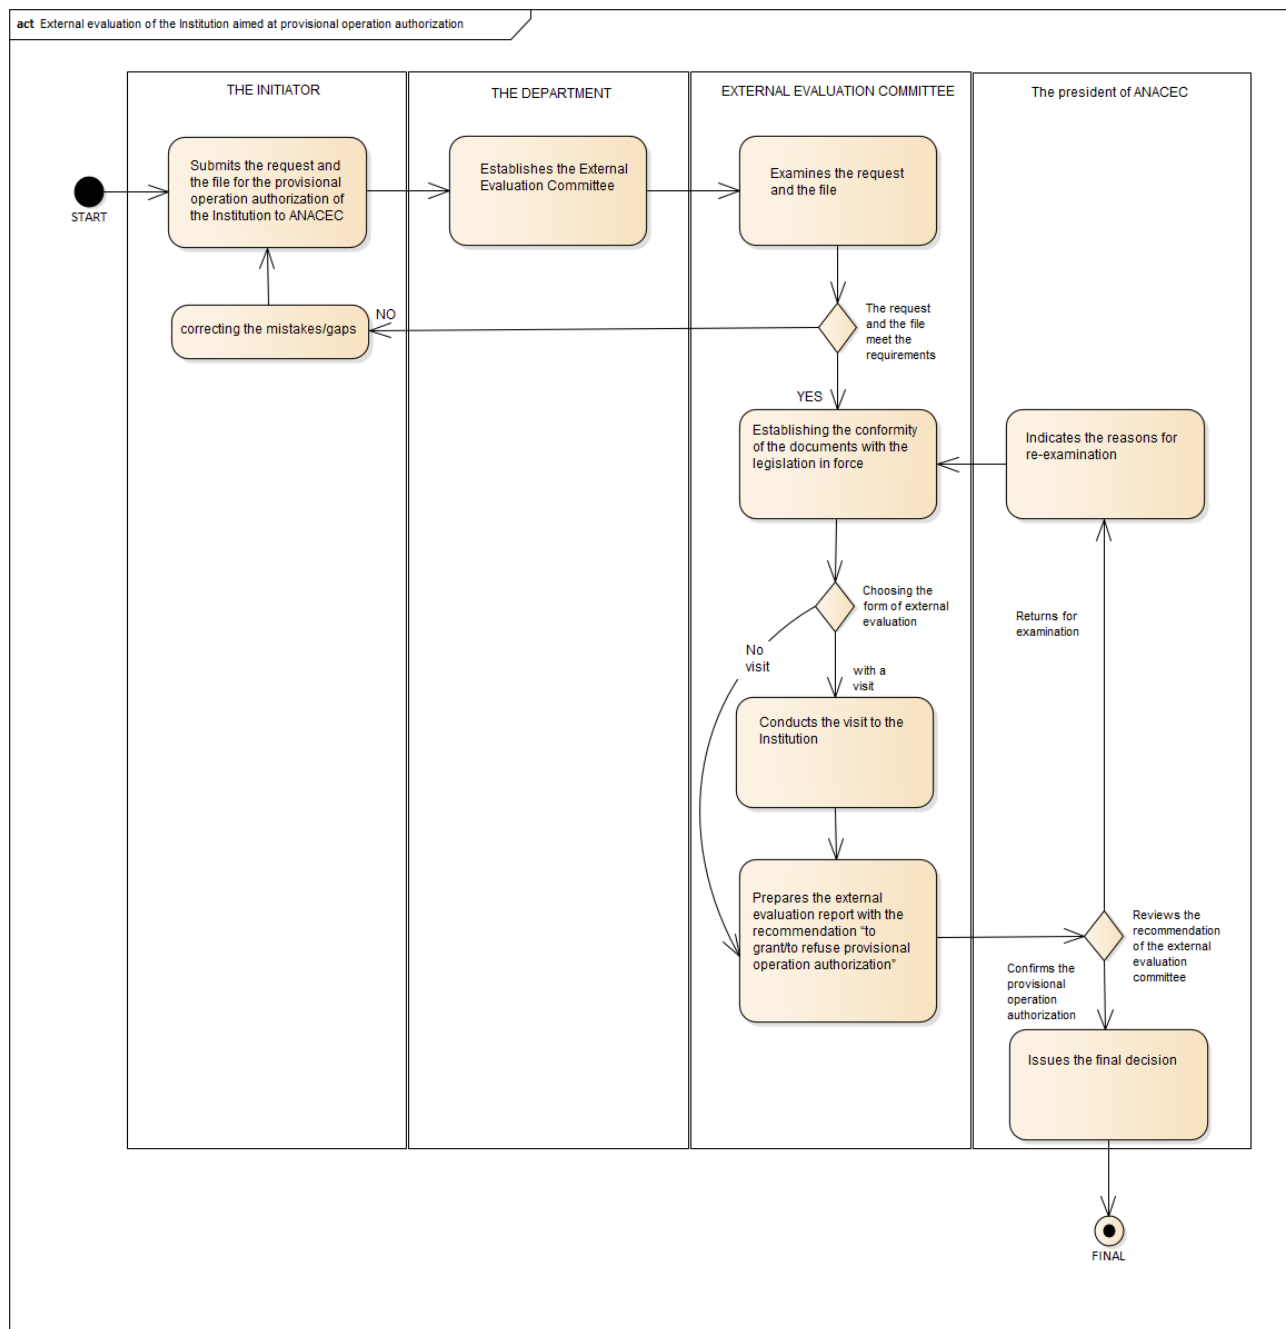 act External evaluation of the Institution aimed at provisional operation authorization
THE INITIATOR
THE DEPARTMENT
EXTERNAL EVALUATION COMMITTEE
The president of ANACEC
START
Submits the request and
the file for the provisional
operation authorization of
the Institution to ANACEC
Establishes the External
Evaluation Committee
Examines the request
and the file
correcting the mistakes/gaps
NO
The request
and the file
meet the
requirements
YES
Establishing the conformity
of the documents with the
legislation in force
Indicates the reasons for
re-examination
Choosing the
form of external
evaluation
Returns for
examination
No
visit
with a
visit
Conducts the visit to the
Institution
Prepares the external
evaluation report with the
recommendation “to
grant/to refuse provisional
operation authorization”
Reviews the
recommendation
of the external
evaluation
committee
Confirms the
provisional
operation
authorization
Issues the final decision
FINAL